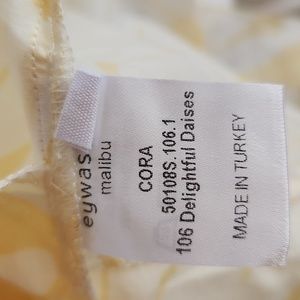 eywas
malibu
CORA
50108S.106.1
106 Delightful Daises
MADE IN TURKEY